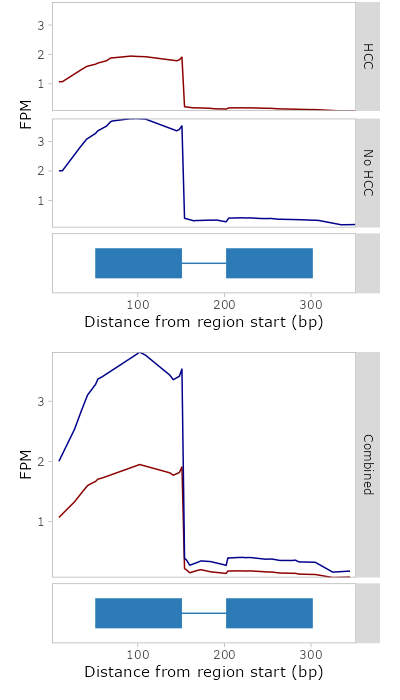 HCC
3
2
1
FPM
No HCC
3
2
1
100 200 300
Distance from region start (bp)
Combined
FPM
3
2
1
100 200 300
Distance from region start (bp)